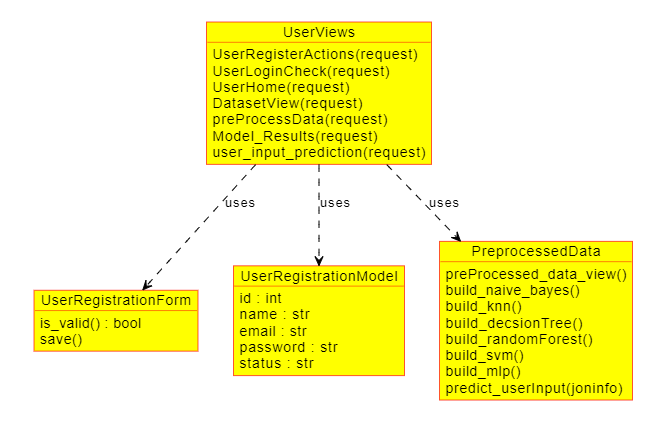 UserViews
UserRegisterActions(request)
UserLoginCheck(request)
UserHome(request)
DatasetView(request)
preProcessData(request)
Model_Results(request)
user_input_prediction(request)
uses
uses
uses
UserRegistrationForm
is_valid() : bool
save()
UserRegistrationModel
id : int
name : str
email : str
password : str
status : str
PreprocessedData
preProcessed_data_view()
build_naive_bayes()
build_knn()
build_decsionTree()
build_randomForest()
build_svm()
build_mlp()
predict_userInput(joninfo)